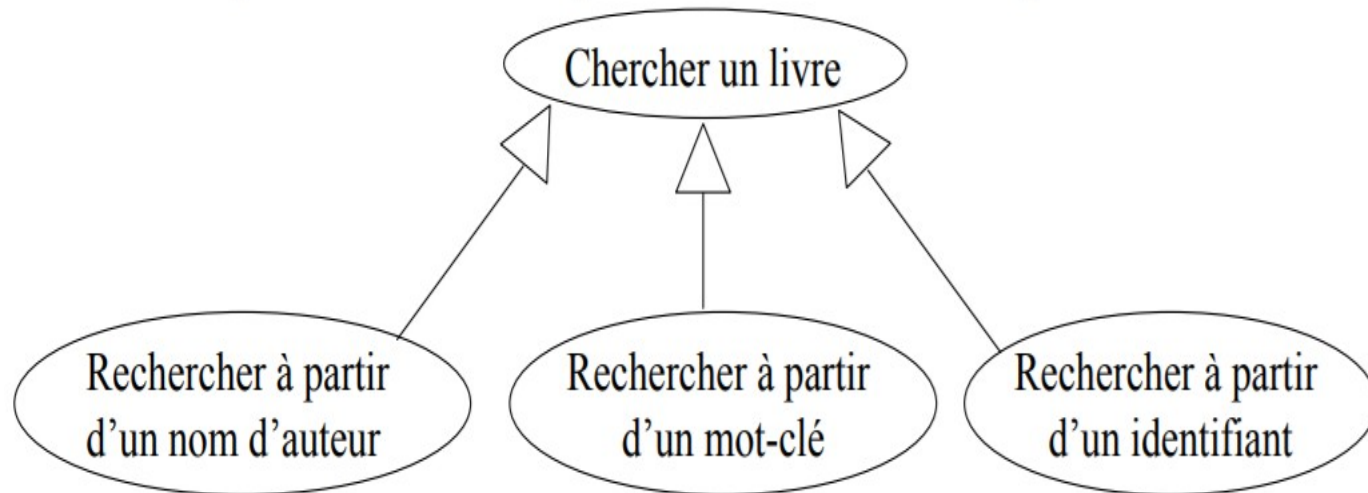 Chercher un livre
Rechercher à partir
d’un nom d’auteur
Rechercher à partir
d’un mot-clé
Rechercher à partir
d’un identifiant